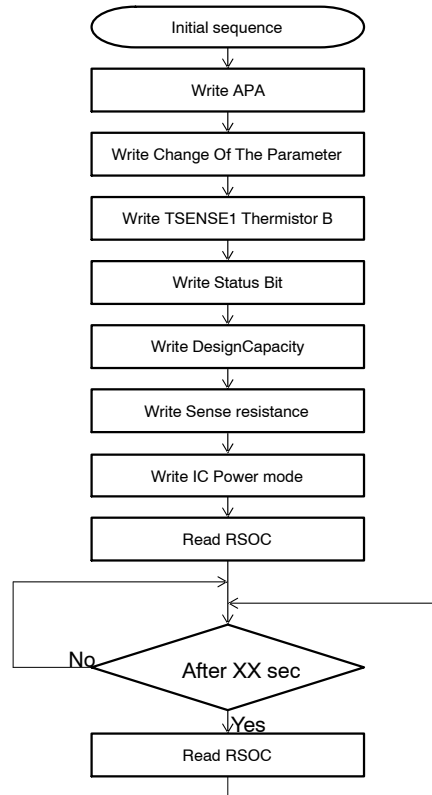 Initial sequence
Write APA
Write Change Of The Parameter
Write TSENSE1 Thermistor B
Write Status Bit
Write DesignCapacity
Write Sense resistance
Write IC Power mode
Read RSOC
No
After XX sec
Yes
Read RSOC